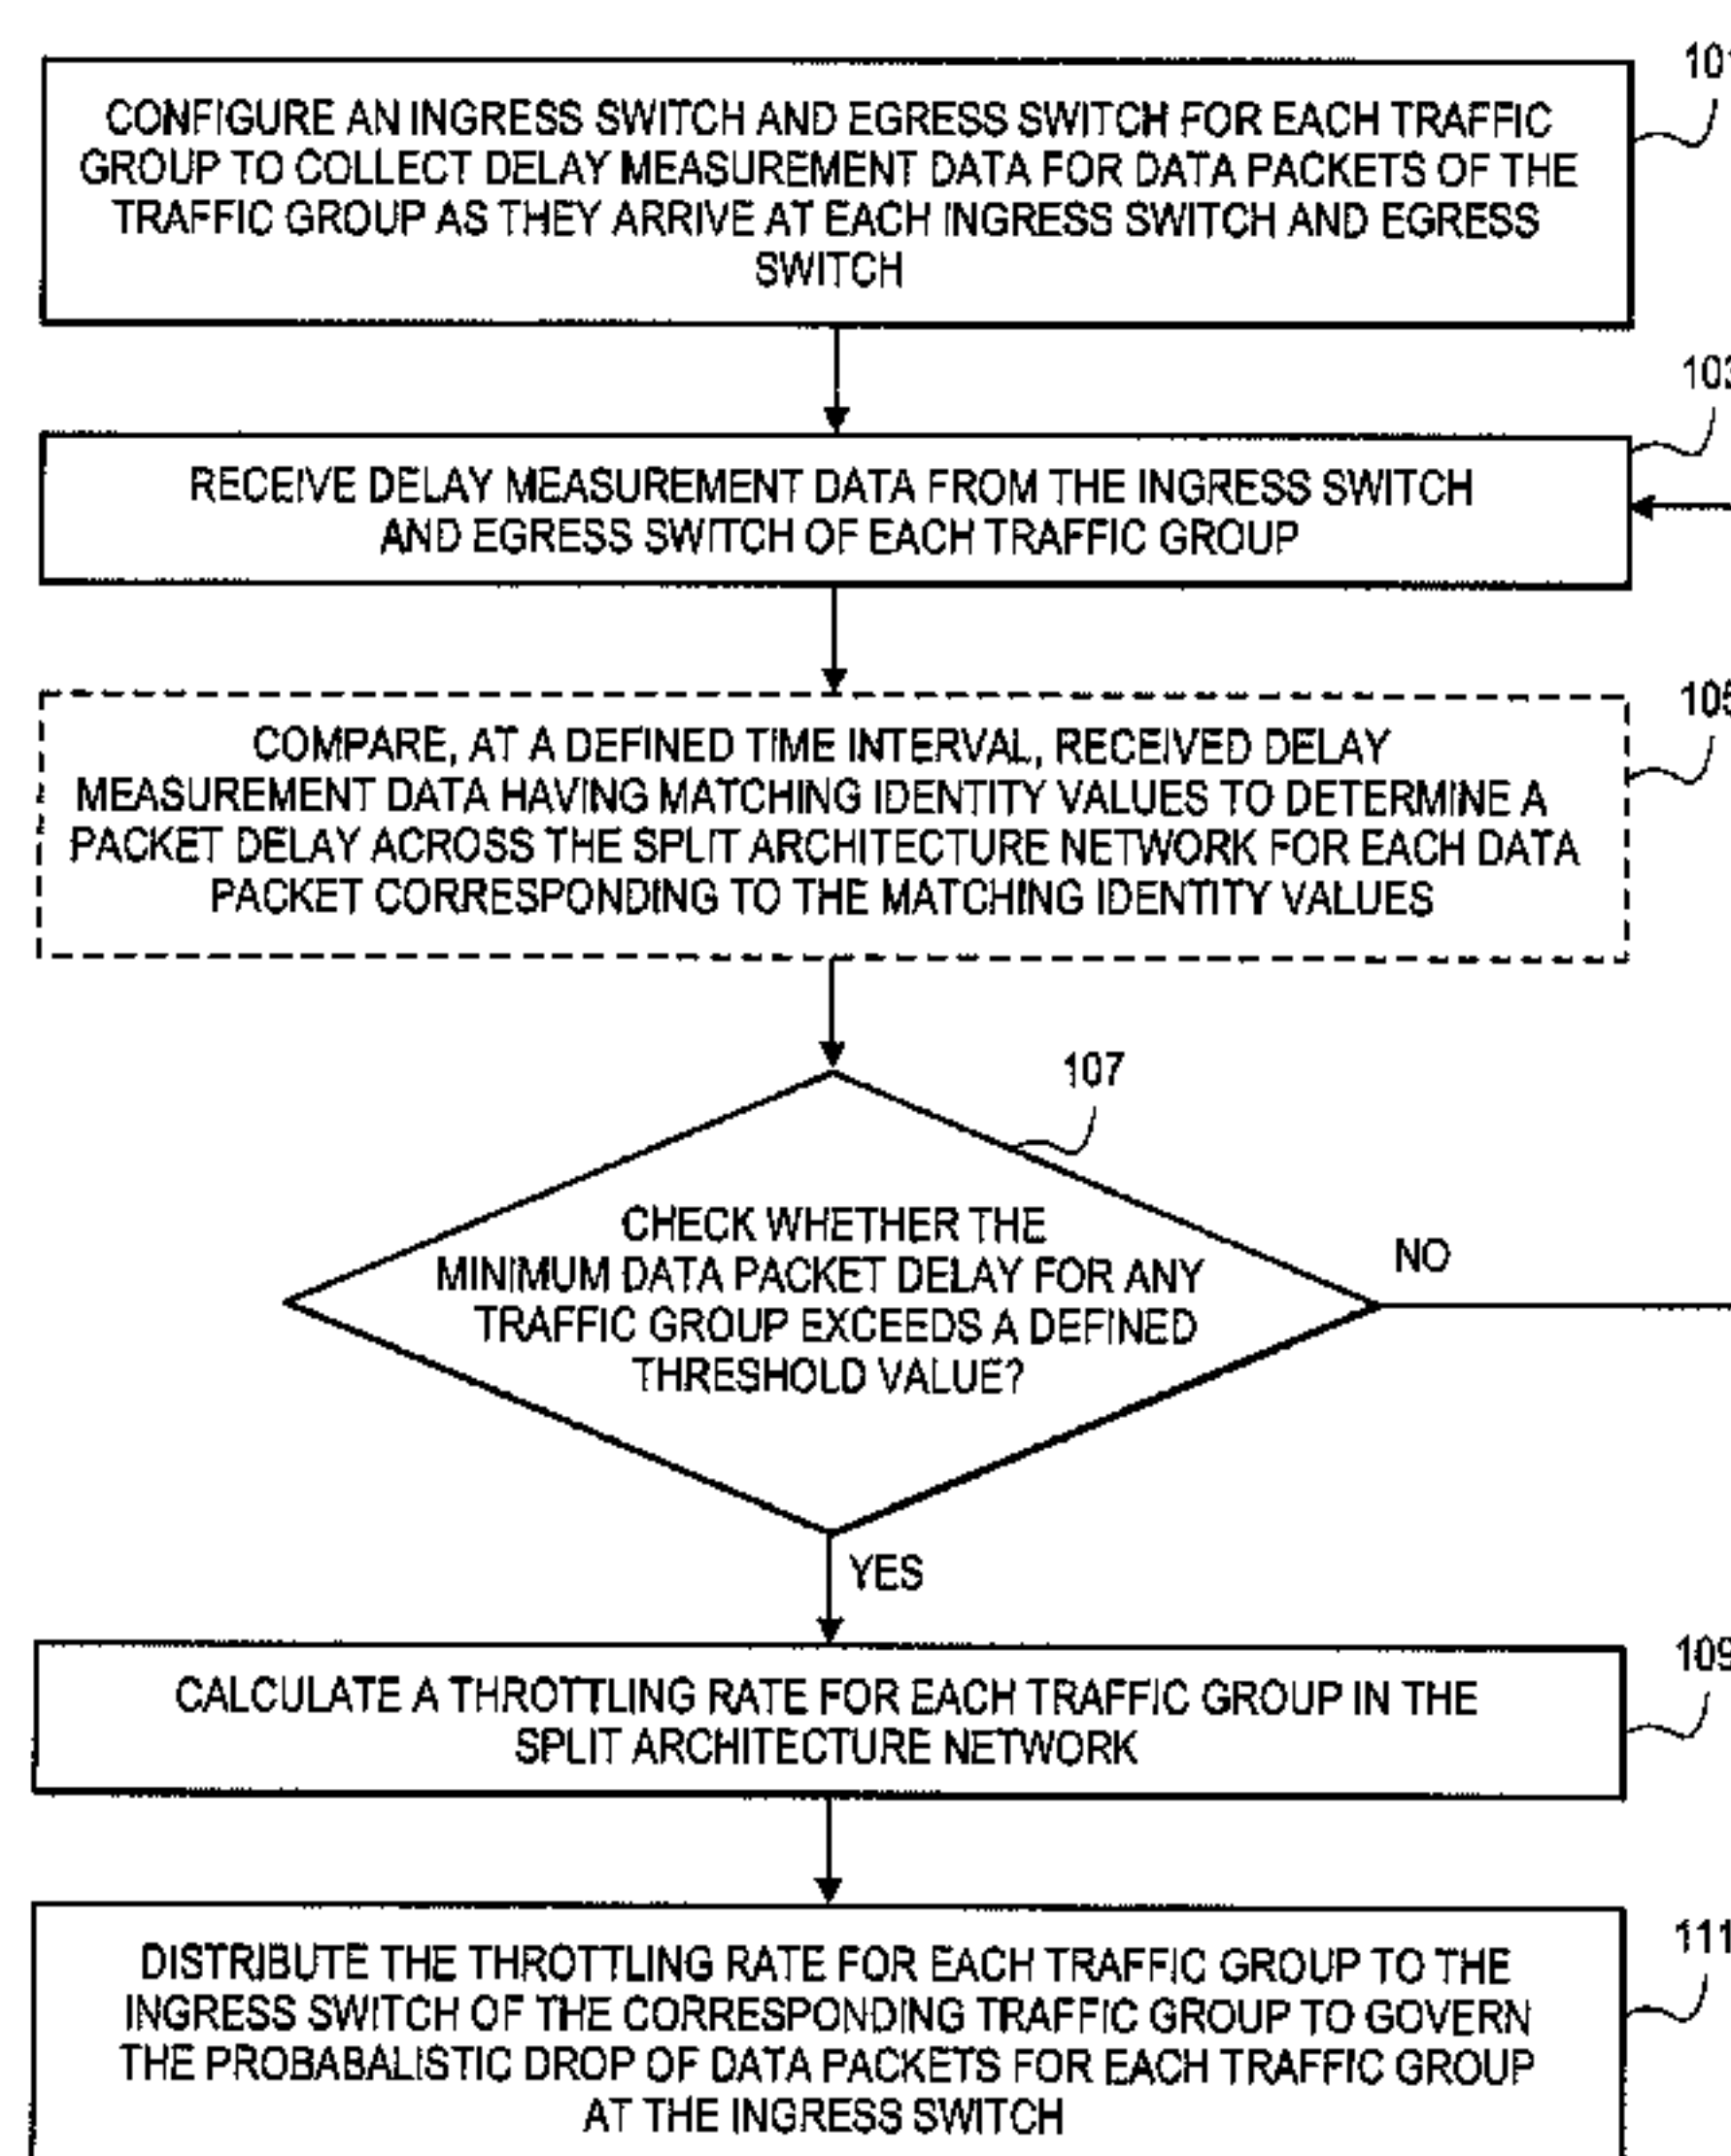 101
CONFIGURE AN INGRESS SWITCH AND EGRESS SWITCH FOR EACH TRAFFIC
GROUP TO COLLECT DELAY MEASUREMENT DATA FOR DATA PACKETS OF THE
TRAFFIC GROUP AS THEY ARRIVE AT EACH INGRESS SWITCH AND EGRESS
SWITCH
103
RECEIVE DELAY MEASUREMENT DATA FROM THE INGRESS SWITCH
AND EGRESS SWITCH OF EACH TRAFFIC GROUP
105
COMPARE, AT A DEFINED TIME INTERVAL, RECEIVED DELAY
MEASUREMENT DATA HAVING MATCHING IDENTITY VALUES TO DETERMINE A
PACKET DELAY ACROSS THE SPLIT ARCHITECTURE NETWORK FOR EACH DATA
PACKET CORRESPONDING TO THE MATCHING IDENTITY VALUES
107
CHECK WHETHER THE
MINIMUM DATA PACKET DELAY FOR ANY
TRAFFIC GROUP EXCEEDS A DEFINED
THRESHOLD VALUE?
NO
YES
109
CALCULATE A THROTTLING RATE FOR EACH TRAFFIC GROUP IN THE
SPLIT ARCHITECTURE NETWORK
111
DISTRIBUTE THE THROTTLING RATE FOR EACH TRAFFIC GROUP TO THE
INGRESS SWITCH OF THE CORRESPONDING TRAFFIC GROUP TO GOVERN
THE PROBABALISTIC DROP OF DATA PACKETS FOR EACH TRAFFIC GROUP
AT THE INGRESS SWITCH